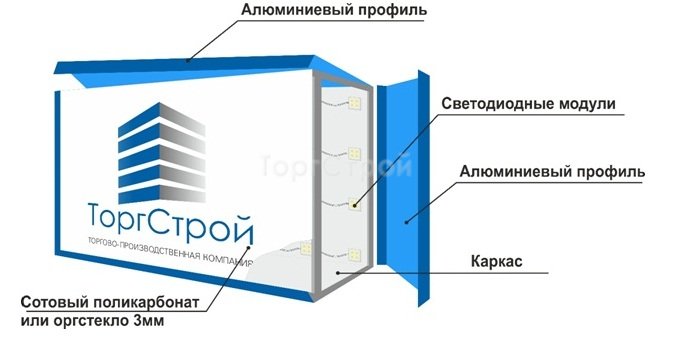 Алюминиевый профиль
Светодиодные модули
ТоргСтрой
Алюминиевый профиль
ТоргСтрой
ТОРГОВО-ПРОИЗВОДСТВЕННАЯ КОМПАНИЯ
Каркас
Сотовый поликарбонат
или оргстекло 3мм